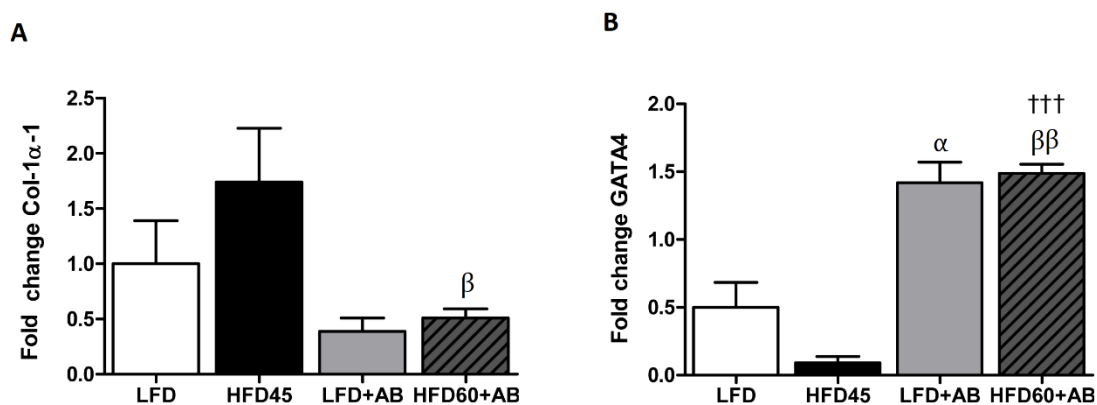 A
Fold change Col-1α-1
2.5
2.0
1.5
1.0
0.5
0.0
β
LFD HFD45 LFD+AB HFD60+AB
B
Fold change GATA4
2.0
1.5
1.0
0.5
0.0
†††
α ββ
LFD HFD45 LFD+AB HFD60+AB